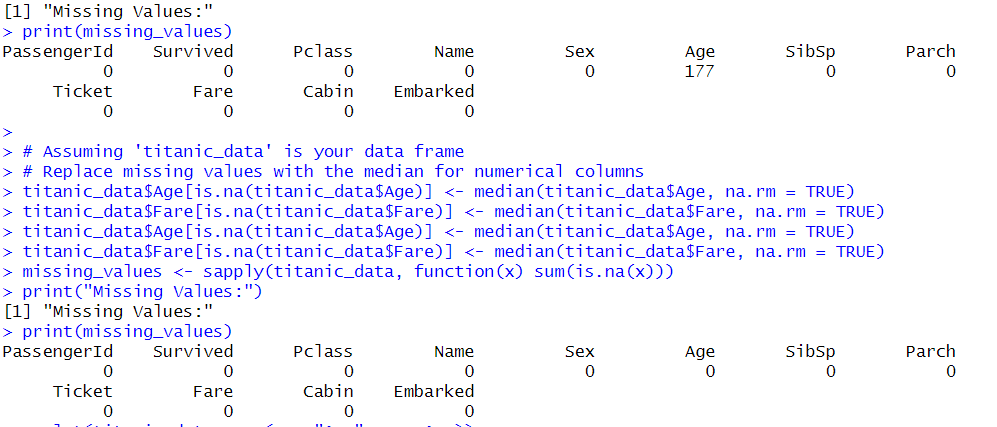 [1] "Missing Values:"
> print(missing_values)
PassengerId Survived Pclass Name Sex Age SibSp Parch
0 0 0 0 0 177 0 0
Ticket Fare Cabin Embarked
0 0 0 0
>
> # Assuming 'titanic_data' is your data frame
> # Replace missing values with the median for numerical columns
> titanic_data$Age[is.na(titanic_data$Age)] <- median(titanic_data$Age, na.rm = TRUE)
> titanic_data$Fare[is.na(titanic_data$Fare)] <- median(titanic_data$Fare, na.rm = TRUE)
> titanic_data$Age[is.na(titanic_data$Age)] <- median(titanic_data$Age, na.rm = TRUE)
> titanic_data$Fare[is.na(titanic_data$Fare)] <- median(titanic_data$Fare, na.rm = TRUE)
> missing_values <- sapply(titanic_data, function(x) sum(is.na(x)))
> print("Missing Values:")
[1] "Missing Values:"
> print(missing_values)
PassengerId Survived Pclass Name Sex Age SibSp Parch
0 0 0 0 0 0 0 0
Ticket Fare Cabin Embarked
0 0 0 0